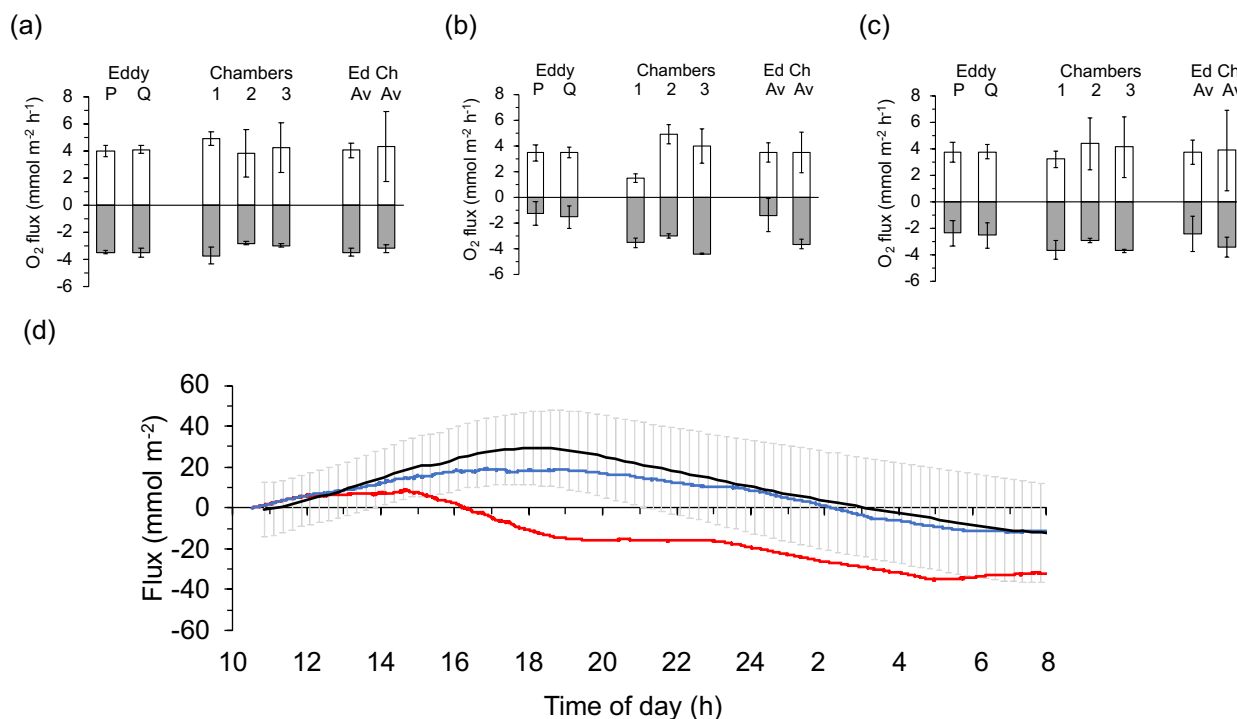 (a)
Eddy Chambers Ed Ch
P Q 1 2 3 Av Av
8
6
4
2
0
-2
-4
-6
O₂ flux (mmol m⁻² h⁻¹)
(b)
Eddy Chambers Ed Ch
P Q 1 2 3 Av Av
8
6
4
2
0
-2
-4
-6
O₂ flux (mmol m⁻² h⁻¹)
(c)
Eddy Chambers Ed Ch
P Q 1 2 3 Av Av
8
6
4
2
0
-2
-4
-6
O₂ flux (mmol m⁻² h⁻¹)
(d)
60
40
20
0
-20
-40
-60
Flux (mmol m⁻²)
10 12 14 16 18 20 22 24 2 4 6 8
Time of day (h)